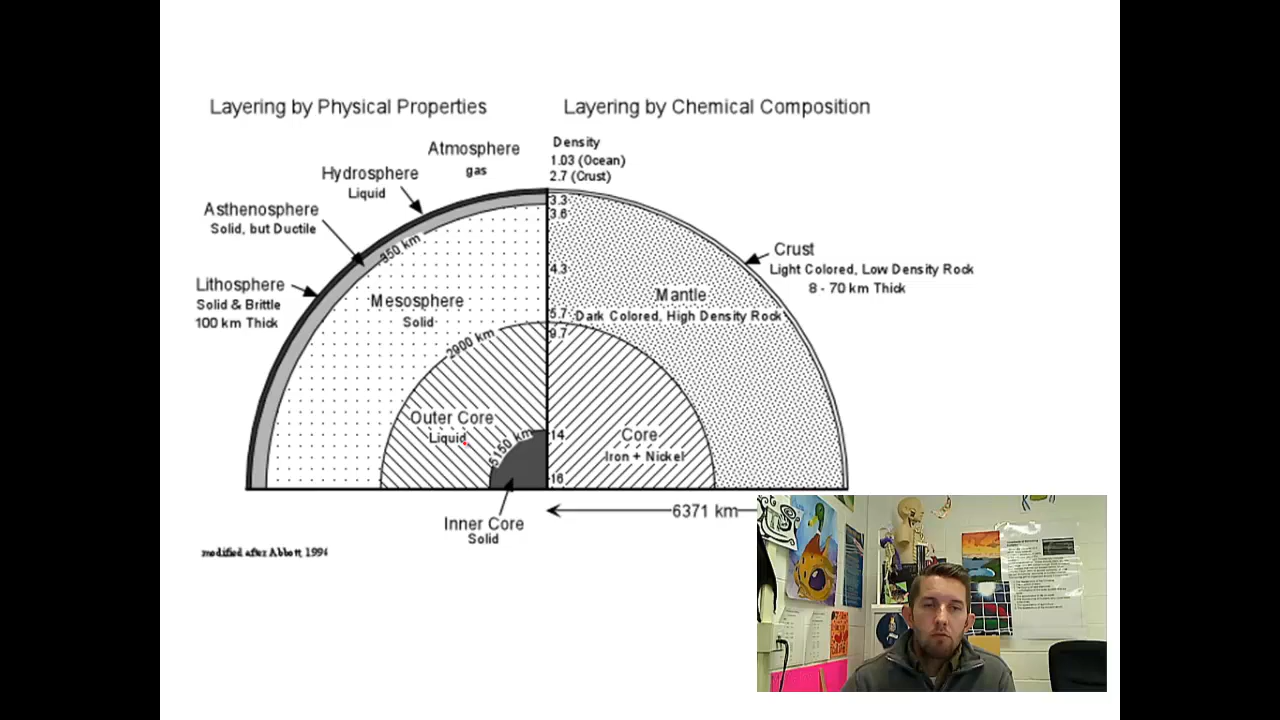 Layering by Physical Properties
Layering by Chemical Composition
Atmosphere
gas
Density
1.03 (Ocean)
2.7 (Crust)
Hydrosphere
Liquid
Asthenosphere
Solid, but Ductile
Lithosphere
Solid & Brittle
100 km Thick
350 km
3.3
3.6
4.3
5.7
9.7
14
16
Mesosphere
Solid
2900 km
Outer Core
Liquid
5150 km
Inner Core
Solid
Crust
Light Colored, Low Density Rock
8 - 70 km Thick
Mantle
Dark Colored, High Density Rock
Core
Iron + Nickel
6371 km
modified after Abbott, 1996